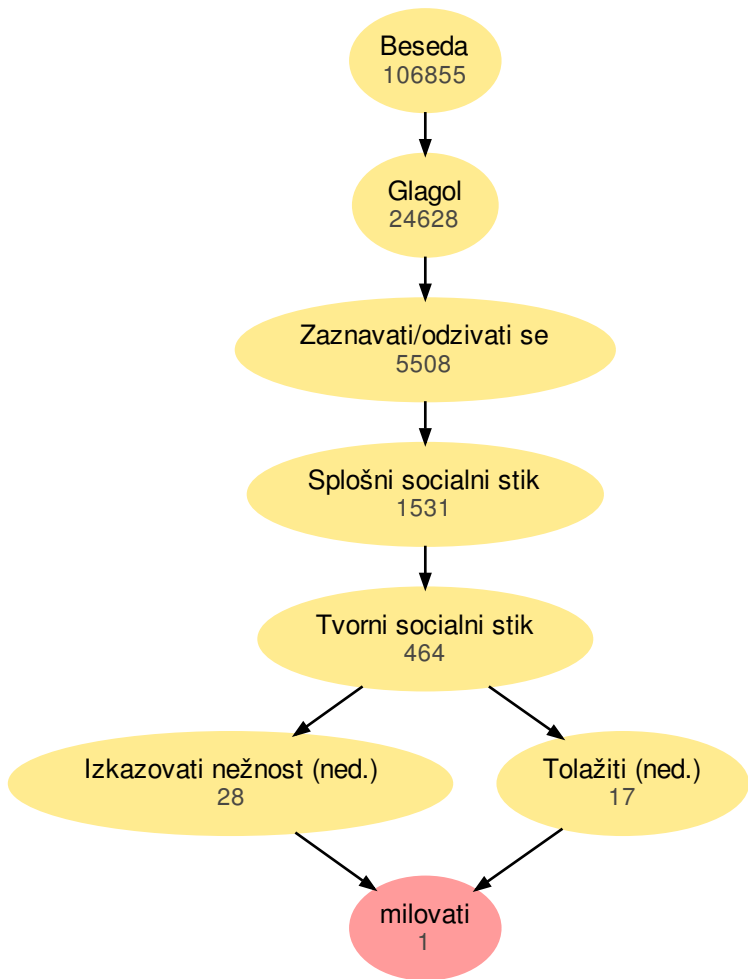 Beseda
106855
Glagol
24628
Zaznavati/odzivati se
5508
Splošni socialni stik
1531
Tvorni socialni stik
464
Izkazovati nežnost (ned.)
28
Tolažiti (ned.)
17
milovati
1